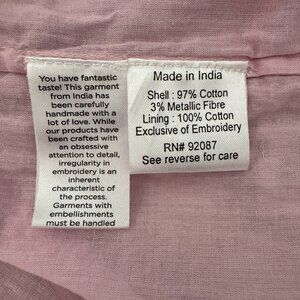 You have fantastic
taste! This garment
from India has
been carefully
handmade with a
lot of love. While
our products have
been crafted with
an obsessive
attention to detail,
irregularity in
embroidery is an
inherent
characteristic of
the process.
Garments with
embellishments
must be handled
Made in India
Shell : 97% Cotton
3% Metallic Fibre
Lining : 100% Cotton
Exclusive of Embroidery
RN# 92087
See reverse for care